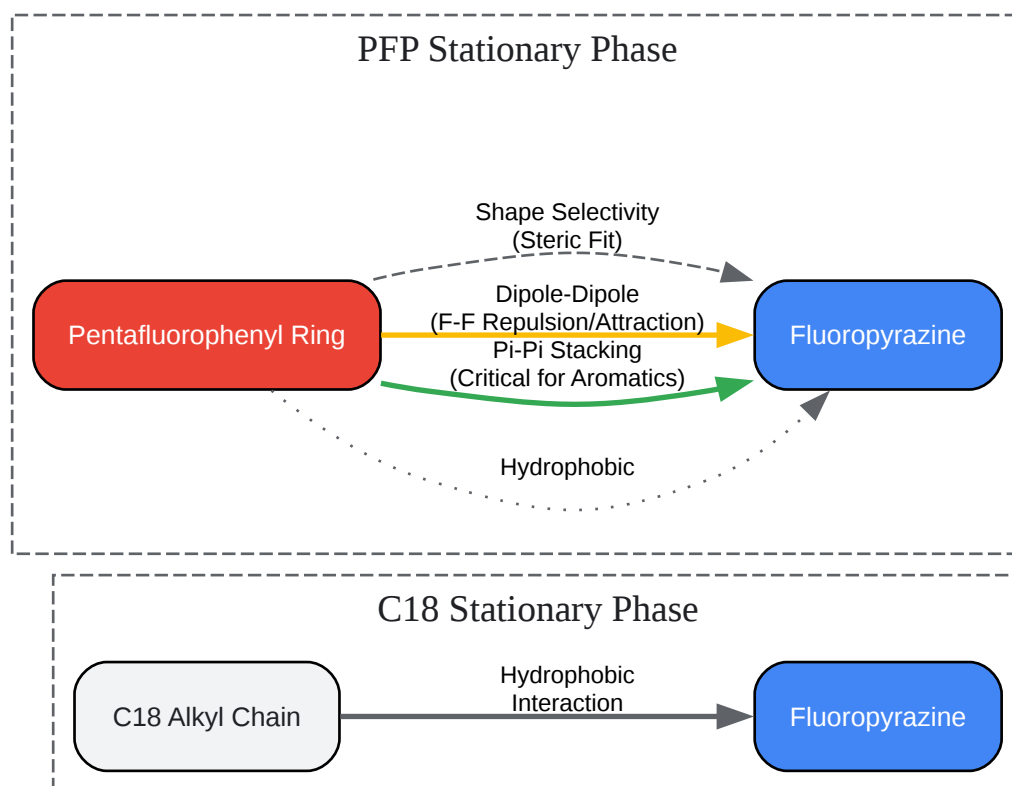 PFP Stationary Phase
Shape Selectivity
(Steric Fit)
Dipole-Dipole
(F-F Repulsion/Attraction)
Pentafluorophenyl Ring
Fluoropyrazine
Pi-Pi Stacking
(Critical for Aromatics)
Hydrophobic
C18 Stationary Phase
Hydrophobic
Interaction
C18 Alkyl Chain
Fluoropyrazine